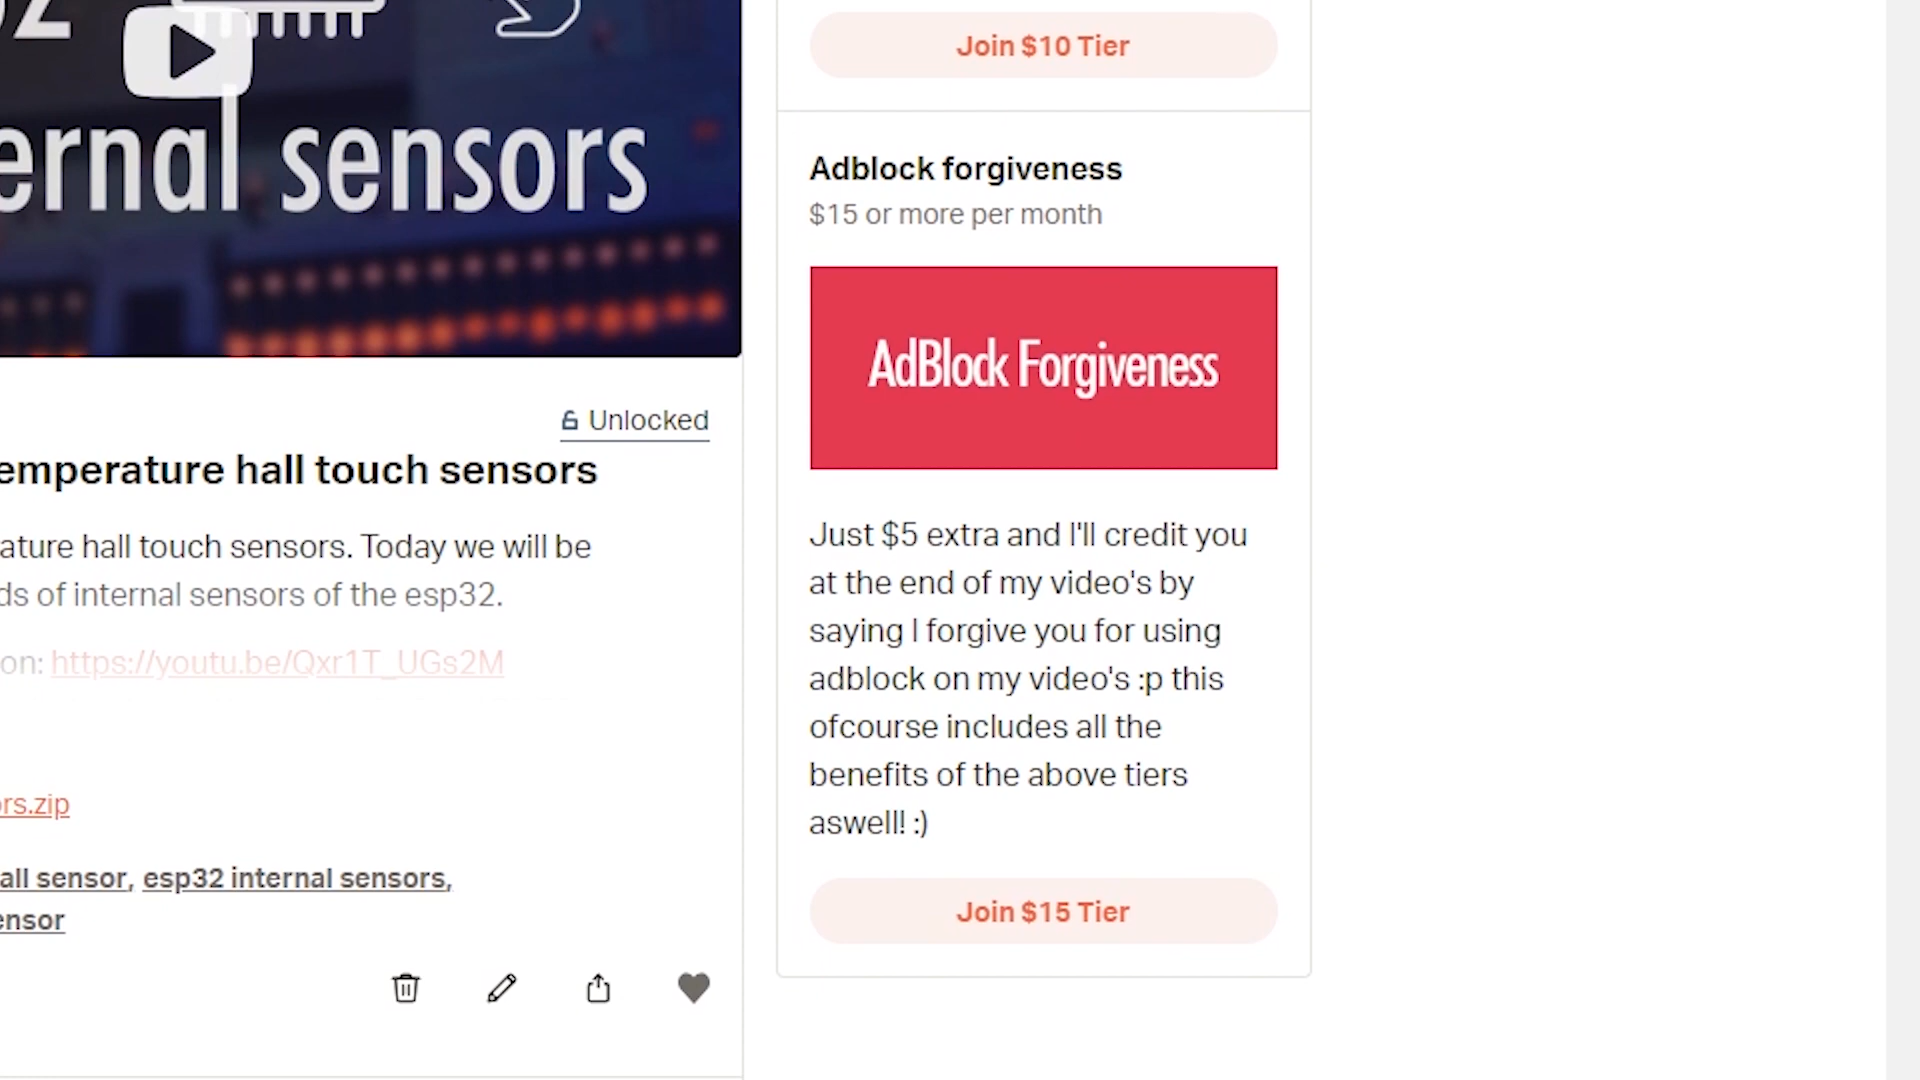 ernal sensors
Unlocked
emperature hall touch sensors
ature hall touch sensors. Today we will be
ds of internal sensors of the esp32.
on: https://youtu.be/Qxr1T_UGs2M
rs.zip
all sensor, esp32 internal sensors,
ensor
Join $10 Tier
Adblock forgiveness
$15 or more per month
AdBlock Forgiveness
Just $5 extra and I'll credit you
at the end of my video's by
saying I forgive you for using
adblock on my video's :p this
ofcourse includes all the
benefits of the above tiers
aswell! :)
Join $15 Tier